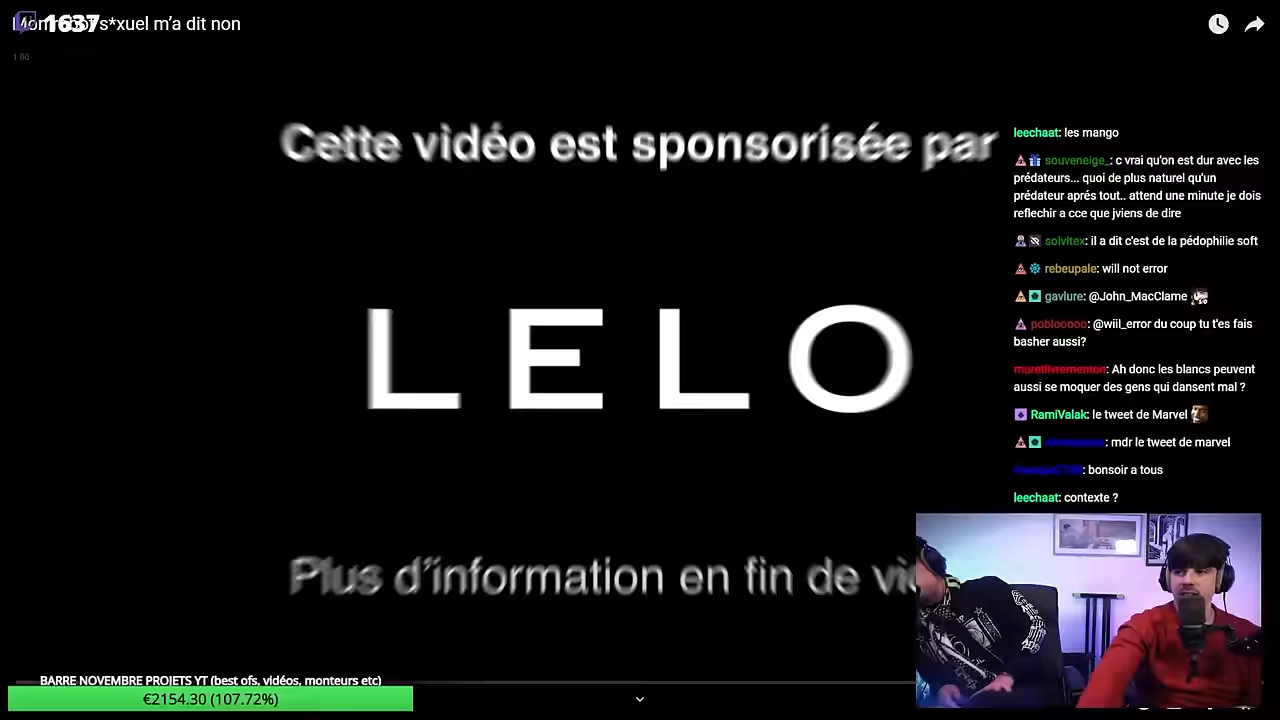 1637
s*xuel m’a dit non
1 00
Cette vidéo est sponsorisée par
LELO
Plus d’information en fin de
leechaat: les mango
souveneige_: c vrai qu'on est dur avec les
prédateurs... quoi de plus naturel qu'un
prédateur aprés tout.. attend une minute je dois
reflechir a cce que jviens de dire
solvitex: il a dit c'est de la pédophilie soft
rebeupale: will not error
gavlure: @John_MacClame
poblooooo: @wiil_error du coup tu t'es fais
basher aussi?
muretlivrementon: Ah donc les blancs peuvent
aussi se moquer des gens qui dansent mal ?
RamiValak: le tweet de Marvel
: mdr le tweet de marvel
: bonsoir a tous
leechaat: contexte ?
BARRE NOVEMBRE PROJETS YT (best ofs, vidéos, monteurs etc)
€2154.30 (107.72%)